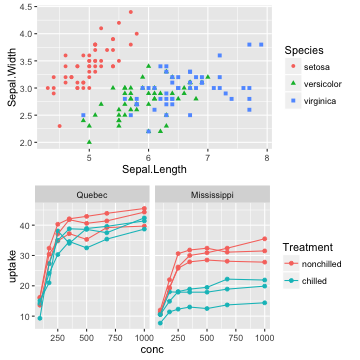 4.5
4.0
3.5
3.0
2.5
2.0
Sepal.Width
5
6
7
8
Sepal.Length
Species
setosa
versicolor
virginica
Quebec
Mississippi
40
30
20
10
uptake
250
500
750
1000
250
500
750
1000
conc
Treatment
nonchilled
chilled